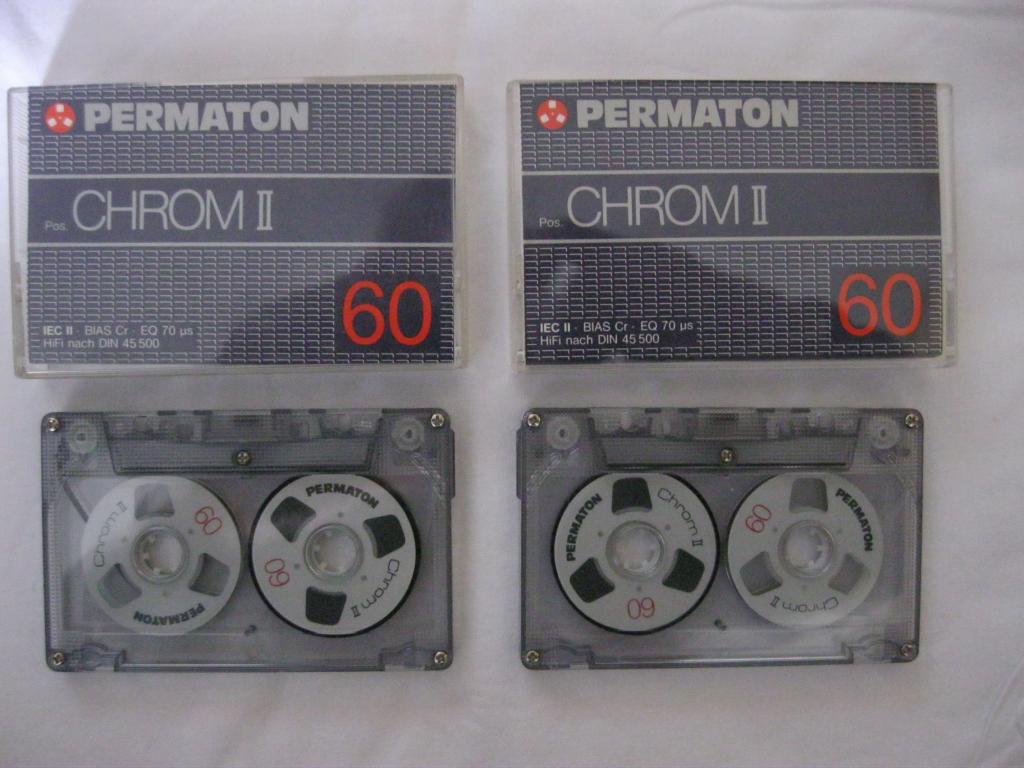 PERMATON
Pos. CHROM II
60
IEC II · BIAS Cr · EQ 70 µs
HiFi nach DIN 45 500
PERMATON
Pos. CHROM II
60
IEC II · BIAS Cr · EQ 70 µs
HiFi nach DIN 45 500
Chrom II
60
PERMATON
PERMATON
Chrom II
60
PERMATON
Chrom II
60
PERMATON
60
Chrom II